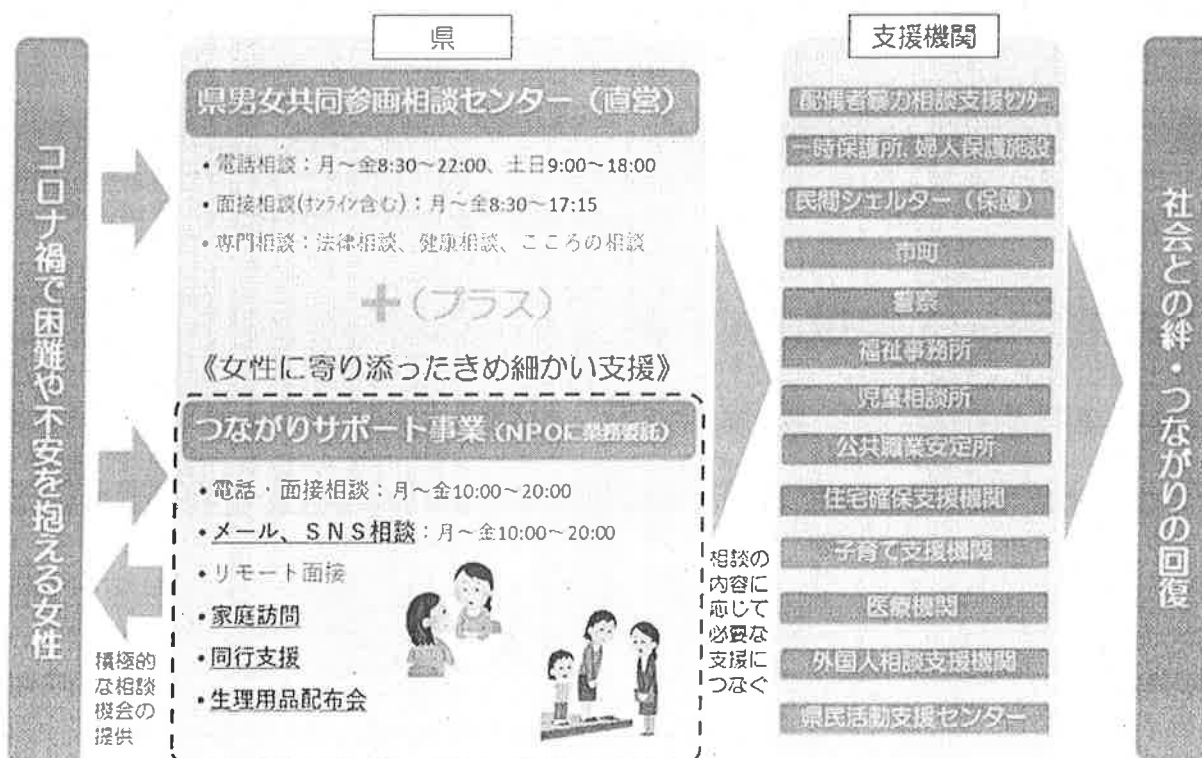 コロナ禍で困難や不安を抱える女性
県
県男女共同参画相談センター（直営）
・電話相談：月～金8:30～22:00、土日9:00～18:00
・面接相談(オンライン含む)：月～金8:30～17:15
・専門相談：法律相談、健康相談、こころの相談
＋(プラス)
《女性に寄り添ったきめ細かい支援》
つながりサポート事業（NPOに業務委託）
・電話・面接相談：月～金10:00～20:00
・メール、ＳＮＳ相談：月～金10:00～20:00
・リモート面接
・家庭訪問
・同行支援
・生理用品配布会
積極的
な相談
機会の
提供
相談の
内容に
応じて
必要な
支援に
つなぐ
支援機関
配偶者暴力相談支援センター
一時保護所、婦人保護施設
民間シェルター（保護）
市町
警察
福祉事務所
児童相談所
公共職業安定所
住宅確保支援機関
子育て支援機関
医療機関
外国人相談支援機関
県民活動支援センター
社会との絆・つながりの回復